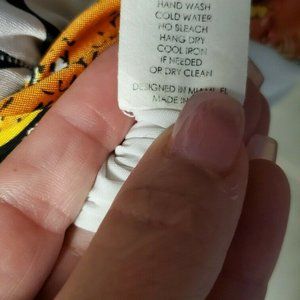 HAND WASH
COLD WATER
NO BLEACH
HANG DRY
COOL IRON
IF NEEDED
OR DRY CLEAN
DESIGNED IN MIAMI, FL
MADE IN